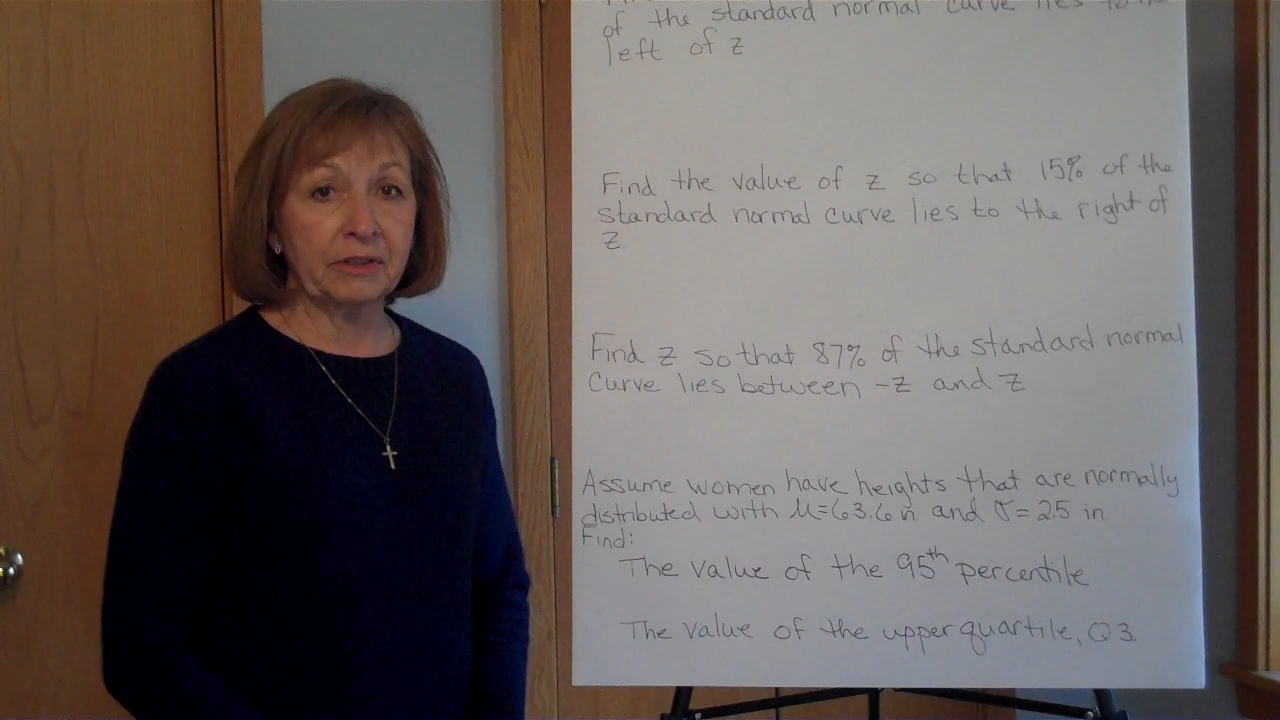 of the standard normal curve lies to the
left of z
Find the value of z so that 15% of the
standard normal curve lies to the right of
z
Find z so that 87% of the standard normal
curve lies between -z and z
Assume women have heights that are normally
distributed with μ=63.6 in and σ=2.5 in
Find:
The value of the 95th percentile
The value of the upper quartile, Q3.